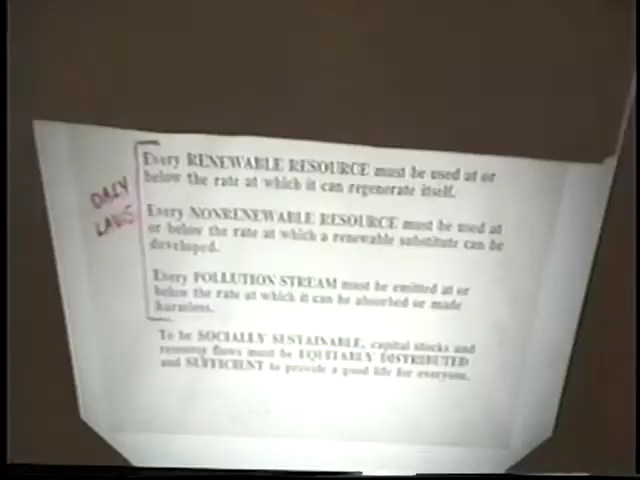 DALY
LAWS
Every RENEWABLE RESOURCE must be used at or
below the rate at which it can regenerate itself.
Every NONRENEWABLE RESOURCE must be used at
or below the rate at which a renewable substitute can be
developed.
Every POLLUTION STREAM must be emitted at or
below the rate at which it can be absorbed or made
harmless.
To be SOCIALLY SUSTAINABLE, capital stocks and
resource flows must be EQUITABLY DISTRIBUTED
and SUFFICIENT to provide a good life for everyone.